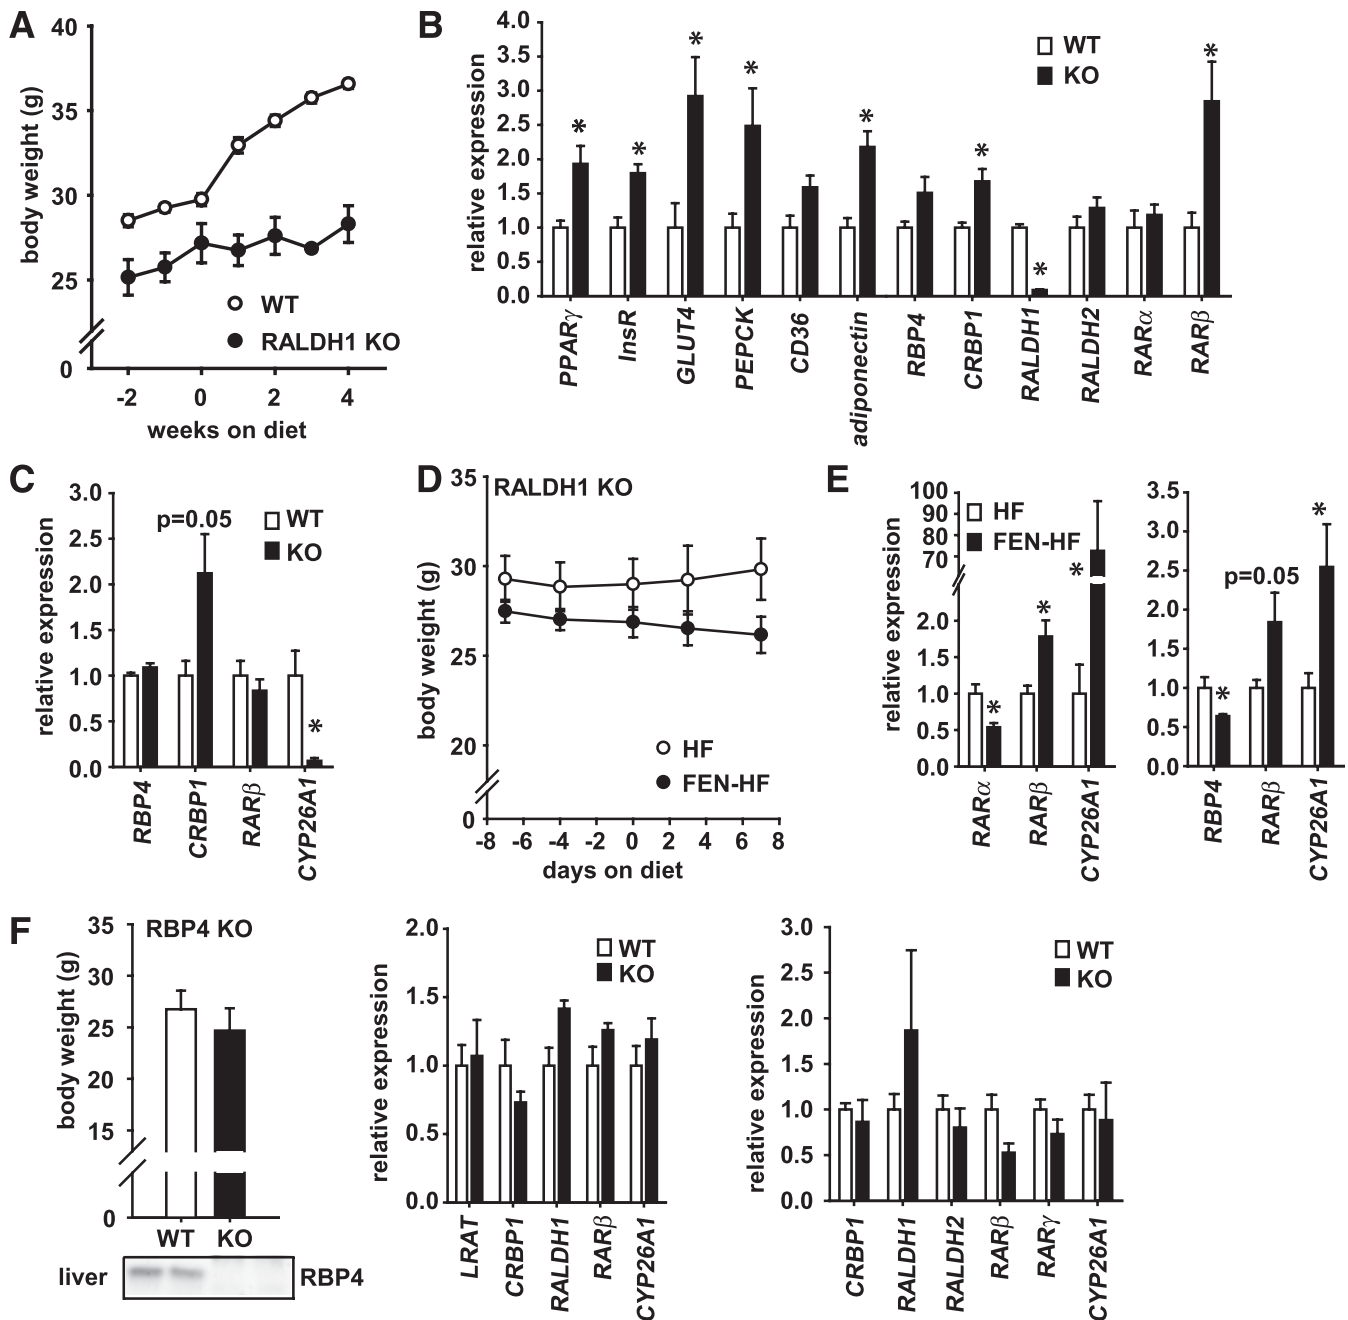 A
40
35
30
25
0
body weight (g)
WT
RALDH1 KO
-2 0 2 4
weeks on diet
B
4.0
3.5
3.0
2.5
2.0
1.5
1.0
0.5
0.0
relative expression
WT
KO
* * * * * * * *
PPARγ InsR GLUT4 PEPCK CD36 adiponectin RBP4 CRBP1 RALDH1 RALDH2 RARα RARβ
C
3.0
2.5
2.0
1.5
1.0
0.5
0.0
relative expression
p=0.05
WT
KO
*
RBP4 CRBP1 RARβ CYP26A1
D
35
30
25
20
0
body weight (g)
RALDH1 KO
HF
FEN-HF
-8 -6 -4 -2 0 2 4 6 8
days on diet
E
100
90
80
70
2.0
1.5
1.0
0.5
0.0
relative expression
HF
FEN-HF
* * *
RARα RARβ CYP26A1
3.5
3.0
2.5
2.0
1.5
1.0
0.5
0.0
p=0.05
* *
RBP4 RARβ CYP26A1
F
35
30
25
20
15
0
body weight (g)
RBP4 KO
WT KO
liver RBP4
2.0
1.5
1.0
0.5
0.0
relative expression
WT
KO
LRAT CRBP1 RALDH1 RARβ CYP26A1
3.0
2.5
2.0
1.5
1.0
0.5
0.0
relative expression
WT
KO
CRBP1 RALDH1 RALDH2 RARβ RARγ CYP26A1